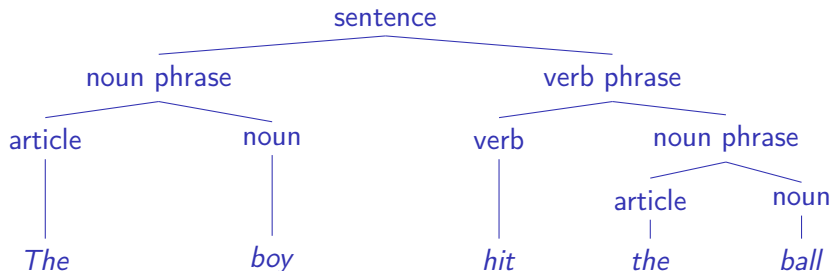 sentence
noun phrase verb phrase
article noun verb noun phrase
article noun
The boy hit the ball